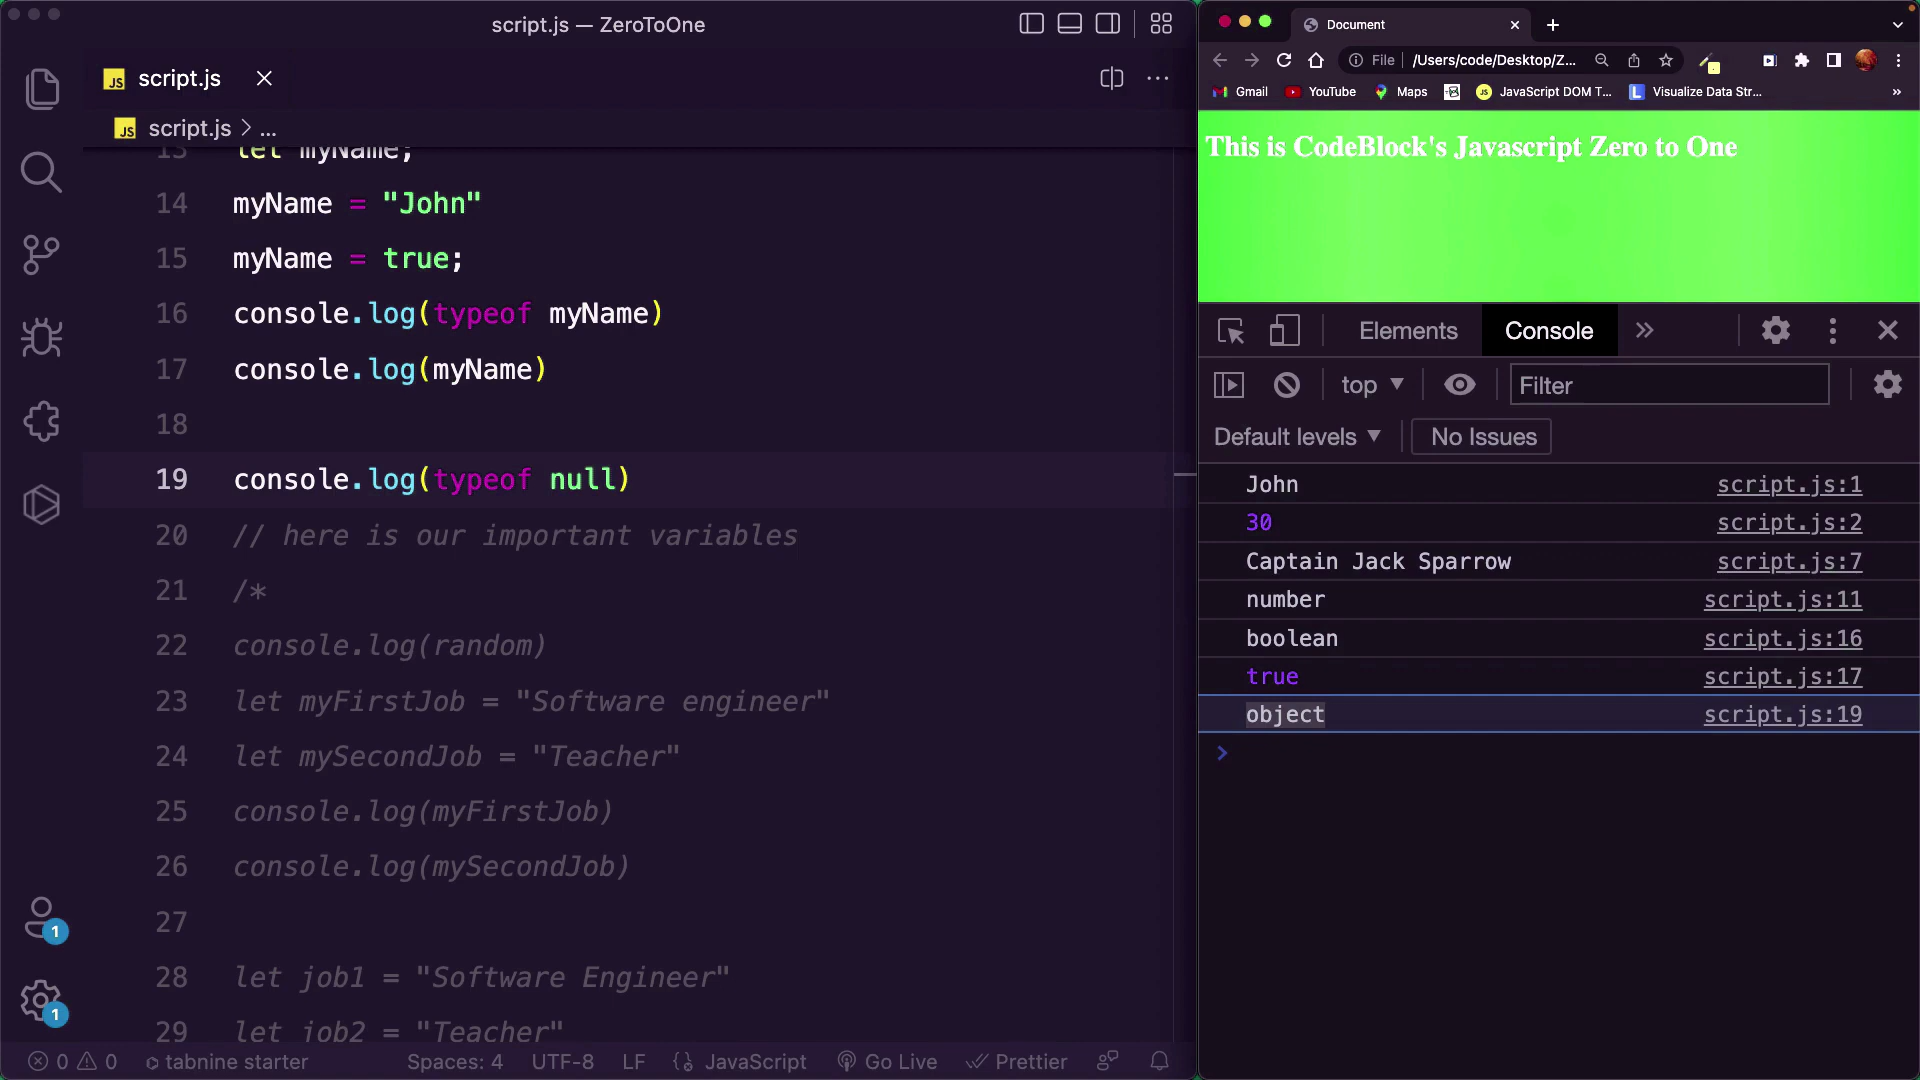 script.js — ZeroToOne
script.js
script.js > ...
13 let myName;
14 myName = "John"
15 myName = true;
16 console.log(typeof myName)
17 console.log(myName)
18
19 console.log(typeof null)
20 // here is our important variables
21 /*
22 console.log(random)
23 let myFirstJob = "Software engineer"
24 let mySecondJob = "Teacher"
25 console.log(myFirstJob)
26 console.log(mySecondJob)
27
28 let job1 = "Software Engineer"
29 let job2 = "Teacher"
1
1
0 0 tabnine starter Spaces: 4 UTF-8 LF JavaScript Go Live Prettier
Document
File /Users/code/Desktop/Z...
Gmail YouTube Maps JavaScript DOM T... Visualize Data Str...
This is CodeBlock's Javascript Zero to One
Elements Console
top Filter
Default levels No Issues
John script.js:1
30 script.js:2
Captain Jack Sparrow script.js:7
number script.js:11
boolean script.js:16
true script.js:17
object script.js:19